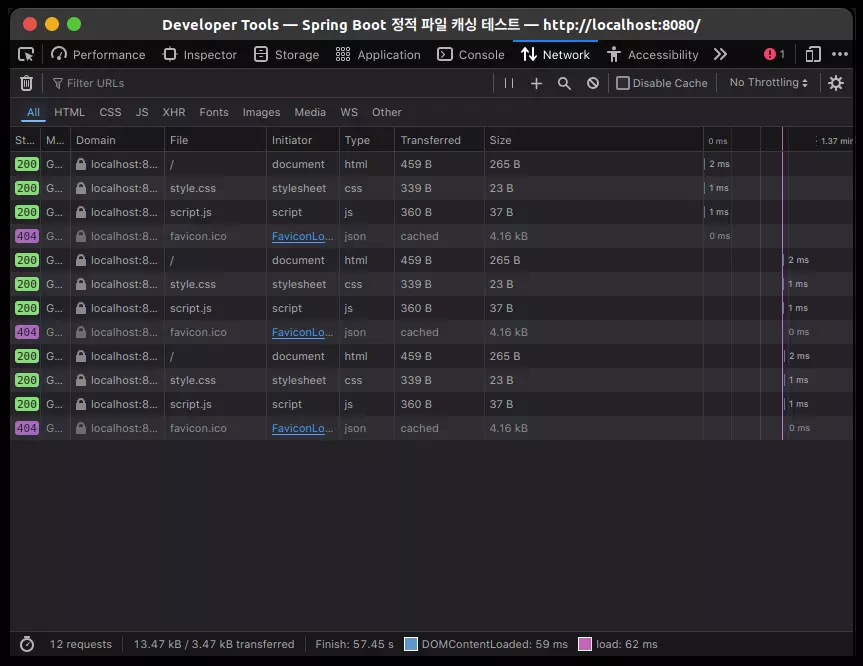 Developer Tools — Spring Boot 정적 파일 캐싱 테스트 — http://localhost:8080/
Performance Inspector Storage Application Console Network Accessibility 1
Filter URLs Disable Cache No Throttling
All HTML CSS JS XHR Fonts Images Media WS Other
St... M... Domain File Initiator Type Transferred Size 0 ms 1.37 min
200 G... localhost:8... / document html 459 B 265 B 2 ms
200 G... localhost:8... style.css stylesheet css 339 B 23 B 1 ms
200 G... localhost:8... script.js script js 360 B 37 B 1 ms
404 G... localhost:8... favicon.ico FaviconLo... json cached 4.16 kB 0 ms
200 G... localhost:8... / document html 459 B 265 B 2 ms
200 G... localhost:8... style.css stylesheet css 339 B 23 B 1 ms
200 G... localhost:8... script.js script js 360 B 37 B 1 ms
404 G... localhost:8... favicon.ico FaviconLo... json cached 4.16 kB 0 ms
200 G... localhost:8... / document html 459 B 265 B 2 ms
200 G... localhost:8... style.css stylesheet css 339 B 23 B 1 ms
200 G... localhost:8... script.js script js 360 B 37 B 1 ms
404 G... localhost:8... favicon.ico FaviconLo... json cached 4.16 kB 0 ms
12 requests 13.47 kB / 3.47 kB transferred Finish: 57.45 s DOMContentLoaded: 59 ms load: 62 ms